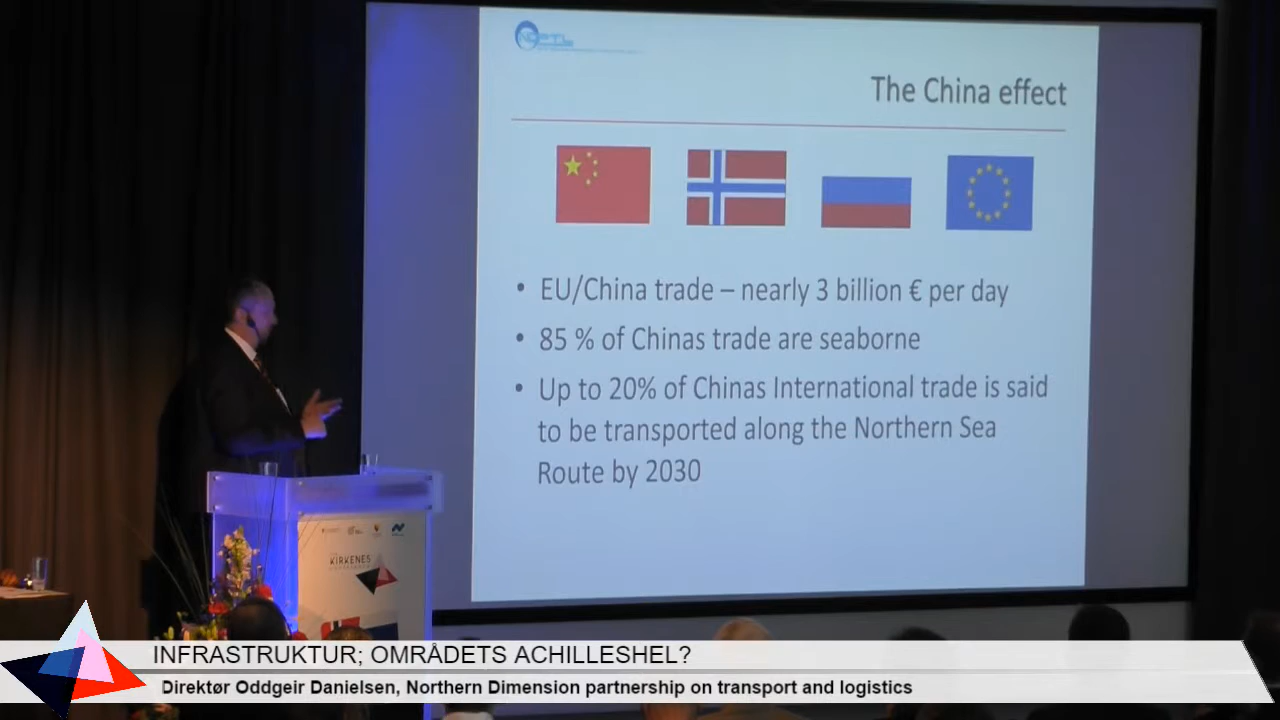 The China effect
• EU/China trade – nearly 3 billion € per day
• 85 % of Chinas trade are seaborne
• Up to 20% of Chinas International trade is said
to be transported along the Northern Sea
Route by 2030
KIRKENES
INFRASTRUKTUR; OMRÅDETS ACHILLESHEL?
Direktør Oddgeir Danielsen, Northern Dimension partnership on transport and logistics